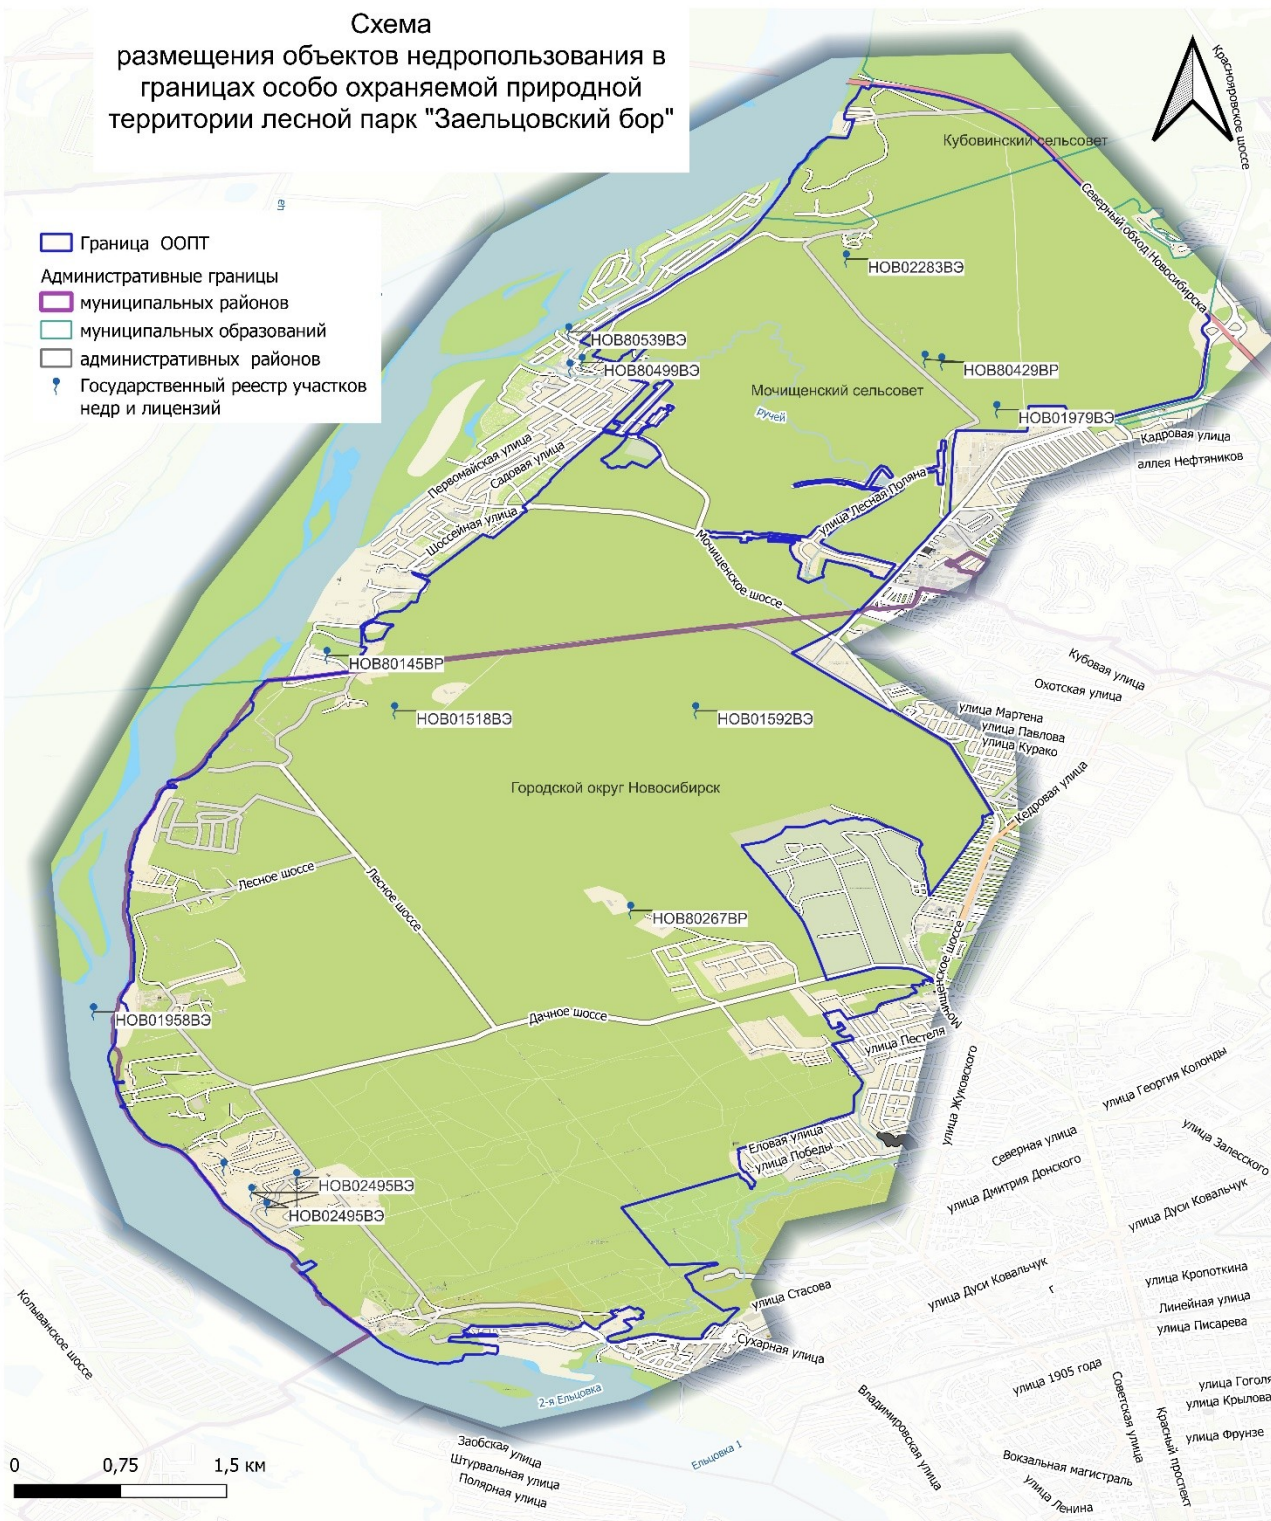 Схема
размещения объектов недропользования в
границах особо охраняемой природной
территории лесной парк "Заельцовский бор"
Красноярское шоссе
Кубовинский сельсовет
Северный обход Новосибирска
Граница ООПТ
Административные границы
муниципальных районов
муниципальных образований
административных районов
Государственный реестр участков
недр и лицензий
НОВ02283ВЭ
НОВ80539ВЭ
НОВ80499ВЭ
НОВ80429ВР
Мочищенский сельсовет
ручей
НОВ01979ВЭ
Кадровая улица
аллея Нефтяников
Первомайская улица
Садовая улица
Шоссейная улица
улица Лесная Поляна
Мочищенское шоссе
НОВ80145ВР
Кубовая улица
Охотская улица
НОВ01518ВЭ
НОВ01592ВЭ
улица Мартена
улица Павлова
улица Курако
Городской округ Новосибирск
Кедровая улица
Лесное шоссе
Лесное шоссе
НОВ80267ВР
Мочищенское шоссе
НОВ01958ВЭ
Дачное шоссе
улица Пестеля
улица Жуковского
улица Георгия Колонды
Еловая улица
улица Победы
Северная улица
улица Залесского
улица Дмитрия Донского
НОВ02495ВЭ
НОВ02495ВЭ
улица Дуси Ковальчук
улица Дуси Ковальчук
улица Стасова
улица Кропоткина
Линейная улица
улица Писарева
Колыванское шоссе
Сухарная улица
2-я Ельцовка
улица 1905 года
Советская улица
улица Гоголя
улица Крылова
Красный проспект
улица Фрунзе
Владимировская улица
Заобская улица
Штурвальная улица
Полярная улица
Ельцовка 1
Вокзальная магистраль
улица Ленина
0 0,75 1,5 км